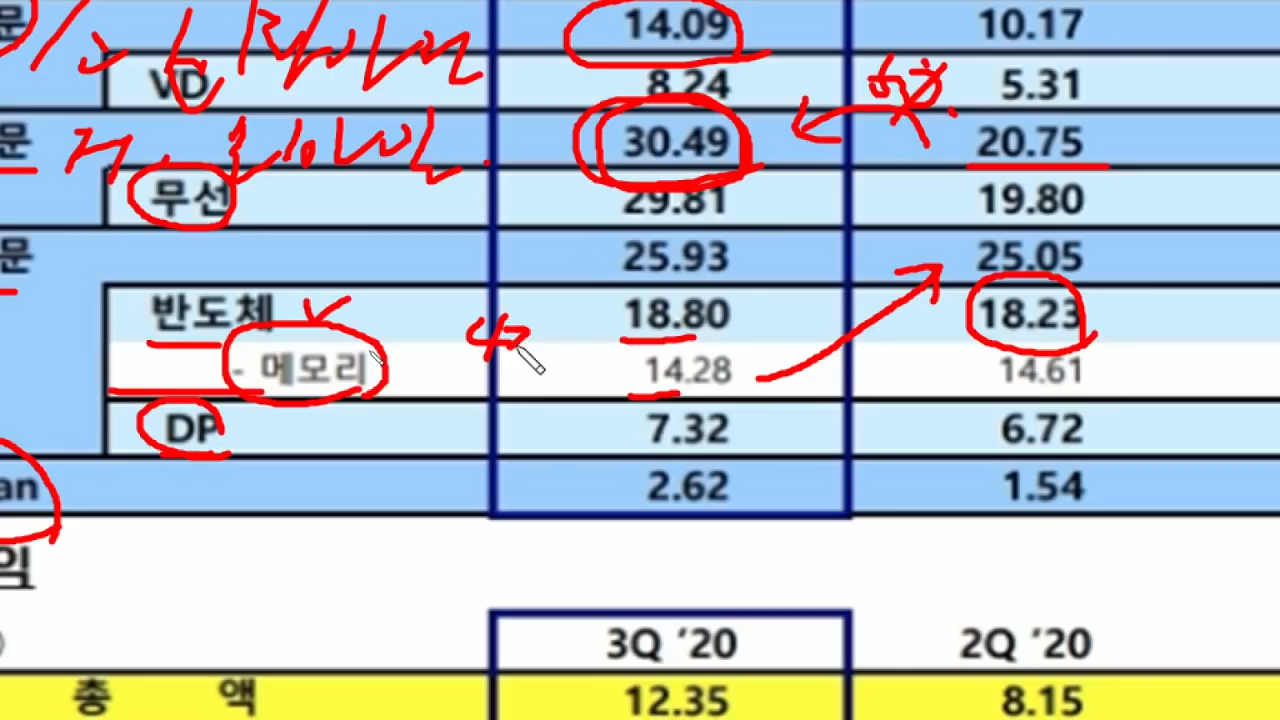 문 14.09 10.17
VD 8.24 5.31
문 30.49 20.75
무선 29.81 19.80
문 25.93 25.05
반도체 18.80 18.23
- 메모리 14.28 14.61
DP 7.32 6.72
an 2.62 1.54
익
) 3Q ’20 2Q ’20
총 액 12.35 8.15